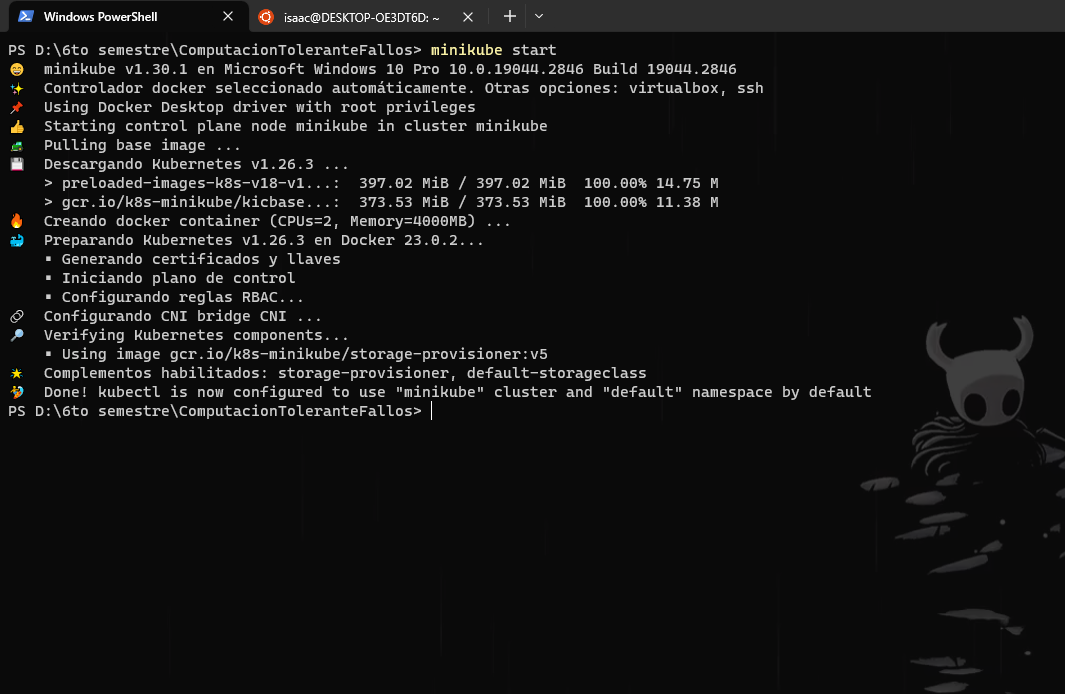 Windows PowerShell
isaac@DESKTOP-OE3DT6D: ~
PS D:\6to semestre\ComputacionToleranteFallos> minikube start
minikube v1.30.1 en Microsoft Windows 10 Pro 10.0.19044.2846 Build 19044.2846
Controlador docker seleccionado automáticamente. Otras opciones: virtualbox, ssh
Using Docker Desktop driver with root privileges
Starting control plane node minikube in cluster minikube
Pulling base image ...
Descargando Kubernetes v1.26.3 ...
> preloaded-images-k8s-v18-v1...:  397.02 MiB / 397.02 MiB  100.00% 14.75 M
> gcr.io/k8s-minikube/kicbase...:  373.53 MiB / 373.53 MiB  100.00% 11.38 M
Creando docker container (CPUs=2, Memory=4000MB) ...
Preparando Kubernetes v1.26.3 en Docker 23.0.2...
▪ Generando certificados y llaves
▪ Iniciando plano de control
▪ Configurando reglas RBAC...
Configurando CNI bridge CNI ...
Verifying Kubernetes components...
▪ Using image gcr.io/k8s-minikube/storage-provisioner:v5
Complementos habilitados: storage-provisioner, default-storageclass
Done! kubectl is now configured to use "minikube" cluster and "default" namespace by default
PS D:\6to semestre\ComputacionToleranteFallos>